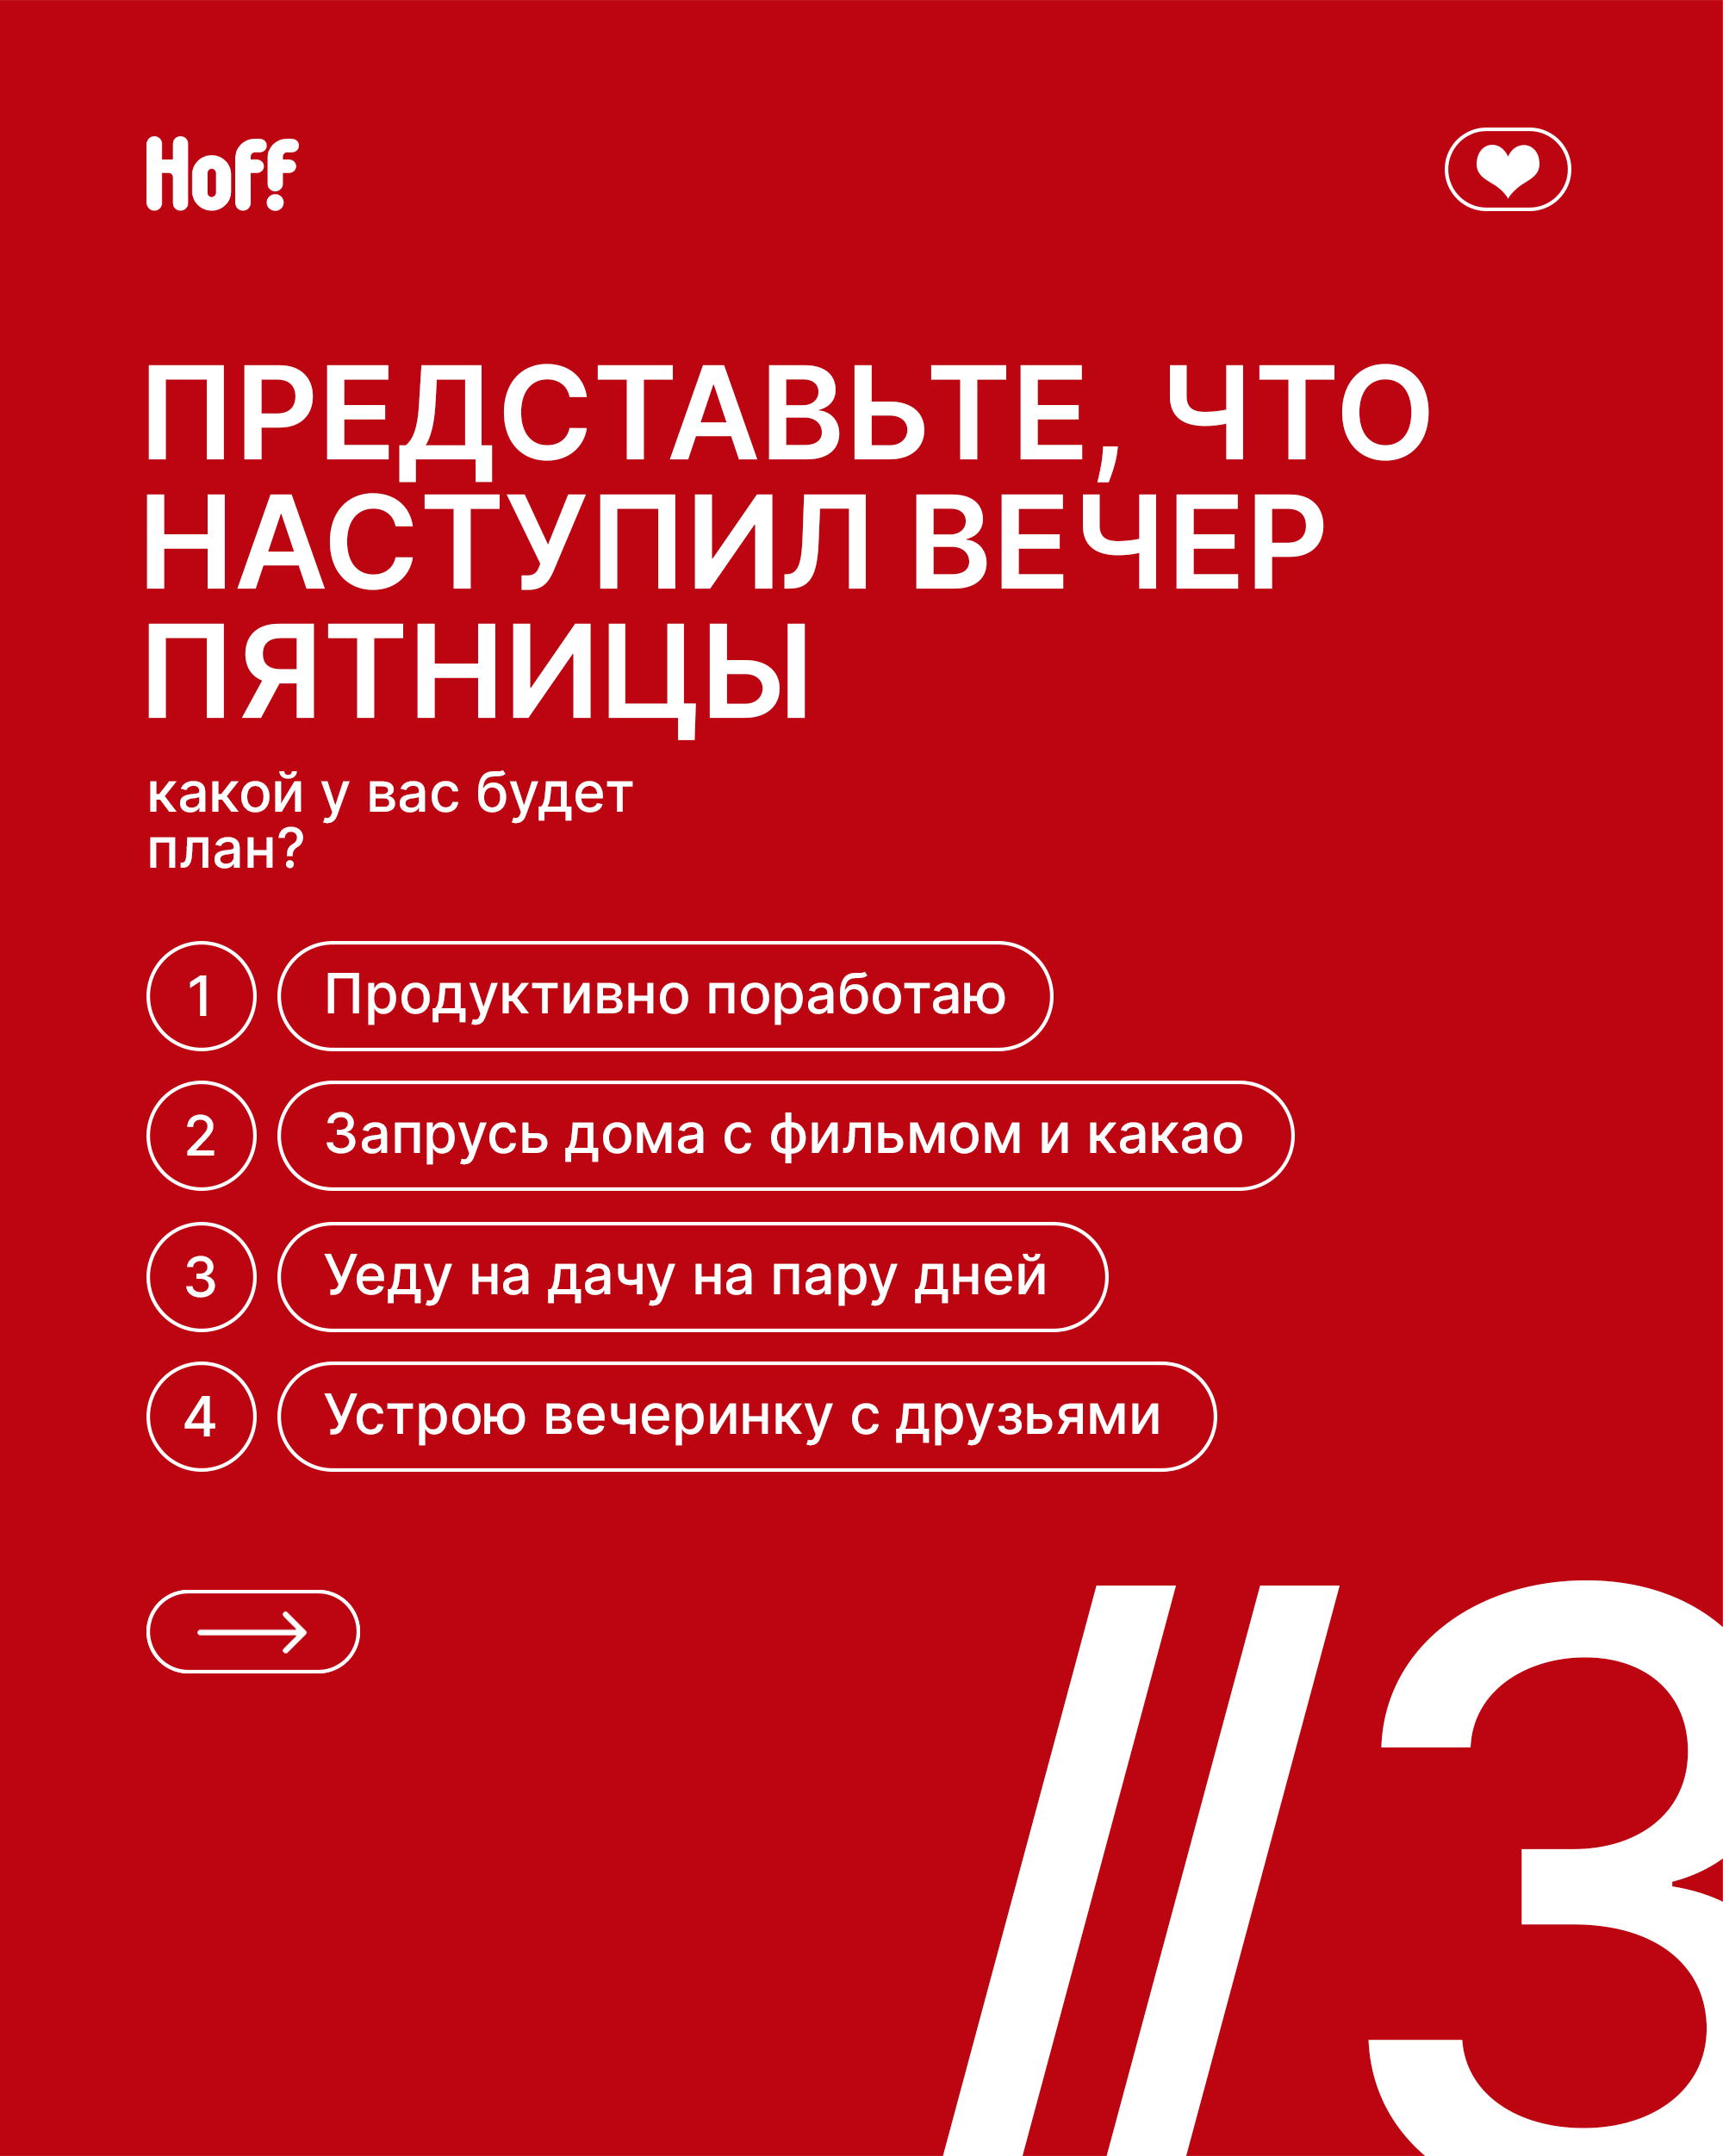 Hoff
ПРЕДСТАВЬТЕ, ЧТО
НАСТУПИЛ ВЕЧЕР
ПЯТНИЦЫ
какой у вас будет
план?
1 Продуктивно поработаю
2 Запрусь дома с фильмом и какао
3 Уеду на дачу на пару дней
4 Устрою вечеринку с друзьями
//3